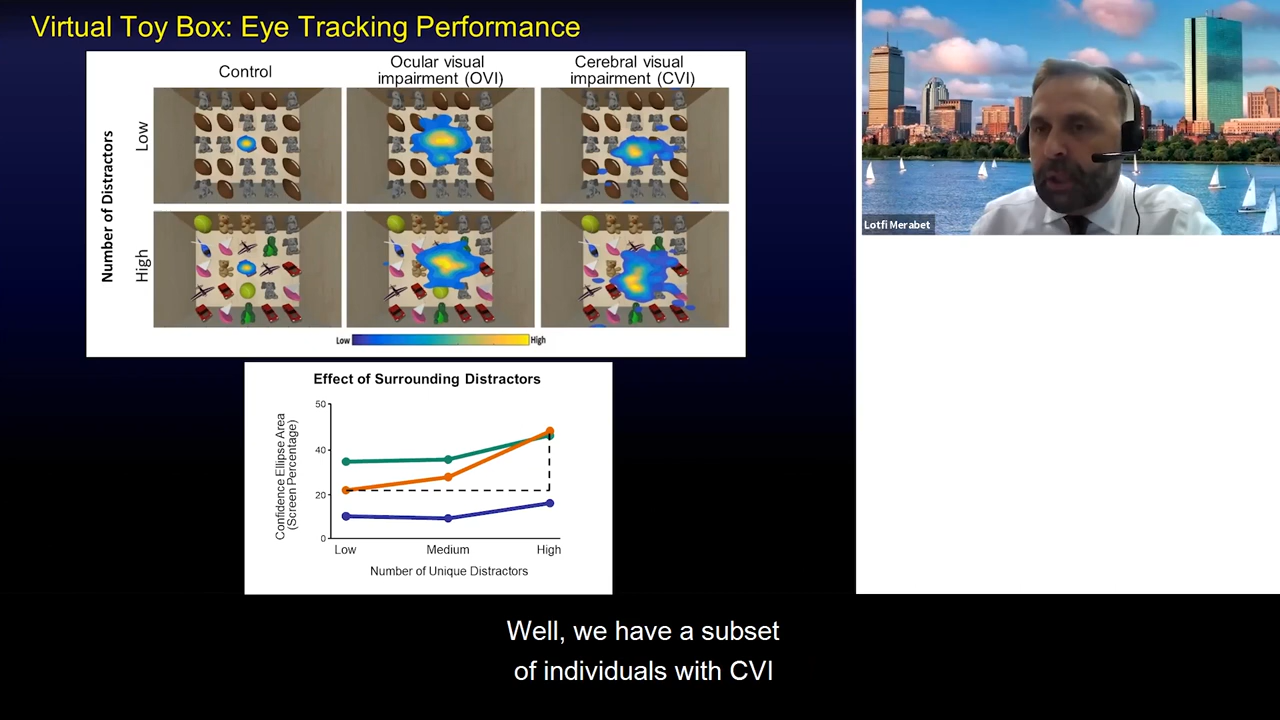 Virtual Toy Box: Eye Tracking Performance
Control
Ocular visual
impairment (OVI)
Cerebral visual
impairment (CVI)
Number of Distractors
Low
High
Low
High
Effect of Surrounding Distractors
Confidence Ellipse Area
(Screen Percentage)
50
40
20
0
Low
Medium
High
Number of Unique Distractors
Lotfi Merabet
Well, we have a subset
of individuals with CVI